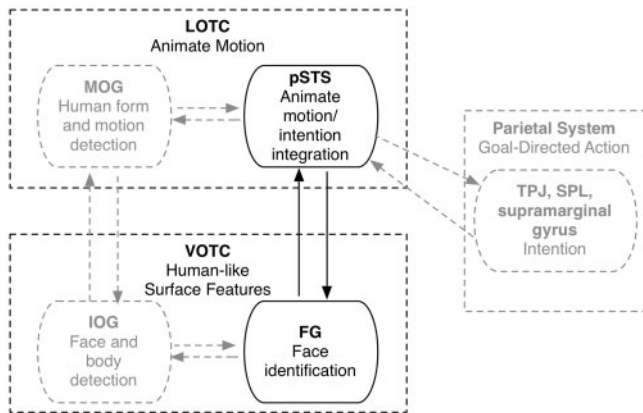 LOTC
Animate Motion
MOG
Human form
and motion
detection
pSTS
Animate
motion/
intention
integration
Parietal System
Goal-Directed Action
TPJ, SPL,
supramarginal
gyrus
Intention
VOTC
Human-like
Surface Features
IOG
Face and
body
detection
FG
Face
identification